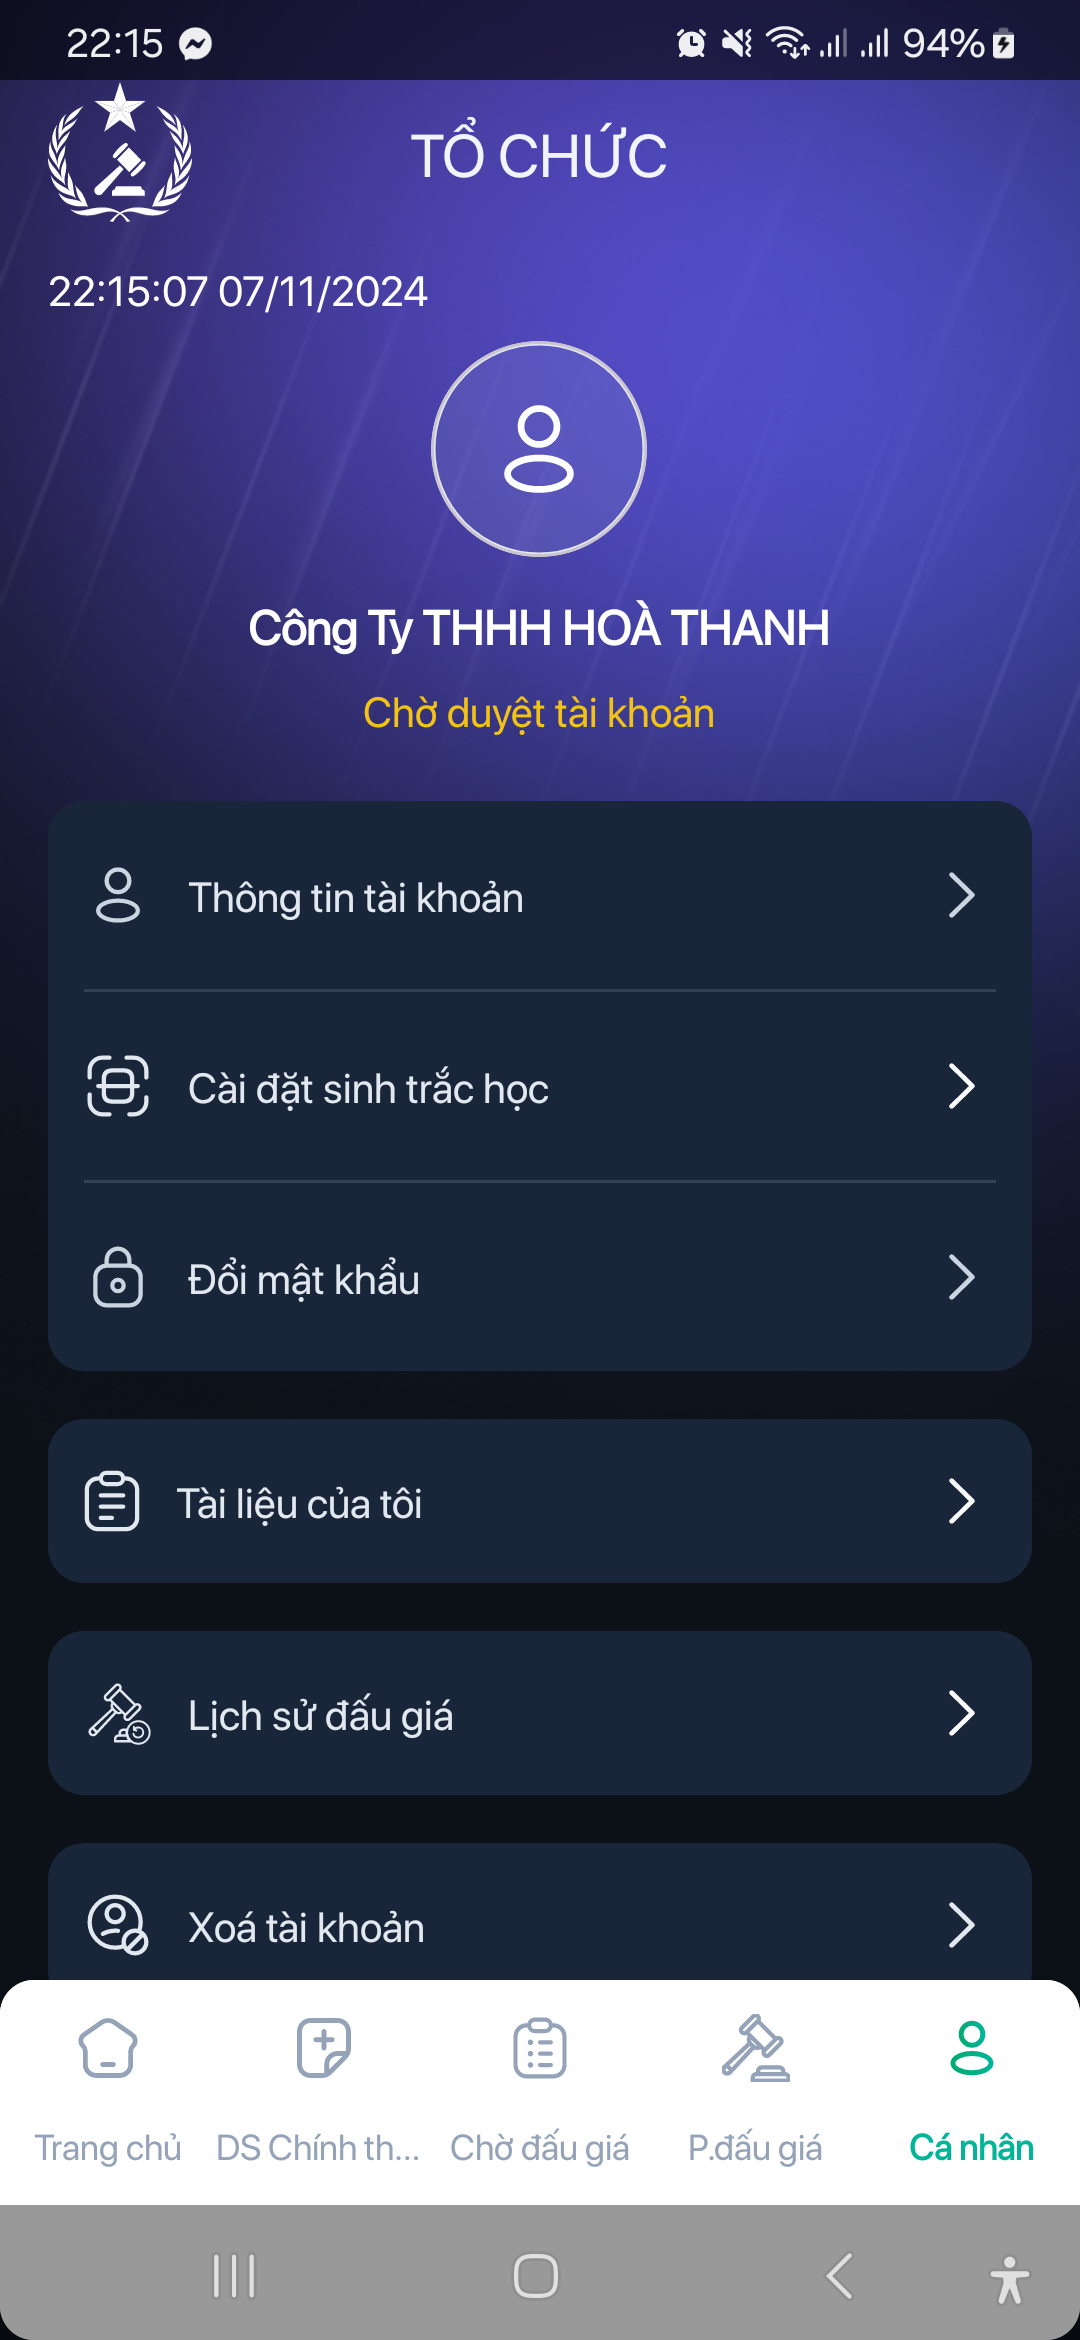 22:15 94%
TỔ CHỨC
22:15:07 07/11/2024
Công Ty THHH HOÀ THANH
Chờ duyệt tài khoản
Thông tin tài khoản
Cài đặt sinh trắc học
Đổi mật khẩu
Tài liệu của tôi
Lịch sử đấu giá
Xoá tài khoản
Trang chủ DS Chính th... Chờ đấu giá P.đấu giá Cá nhân